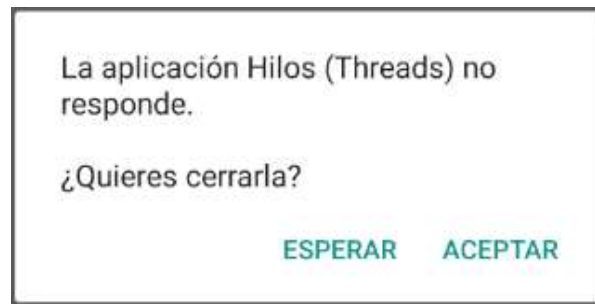 La aplicación Hilos (Threads) no
responde.
¿Quieres cerrarla?
ESPERAR ACEPTAR